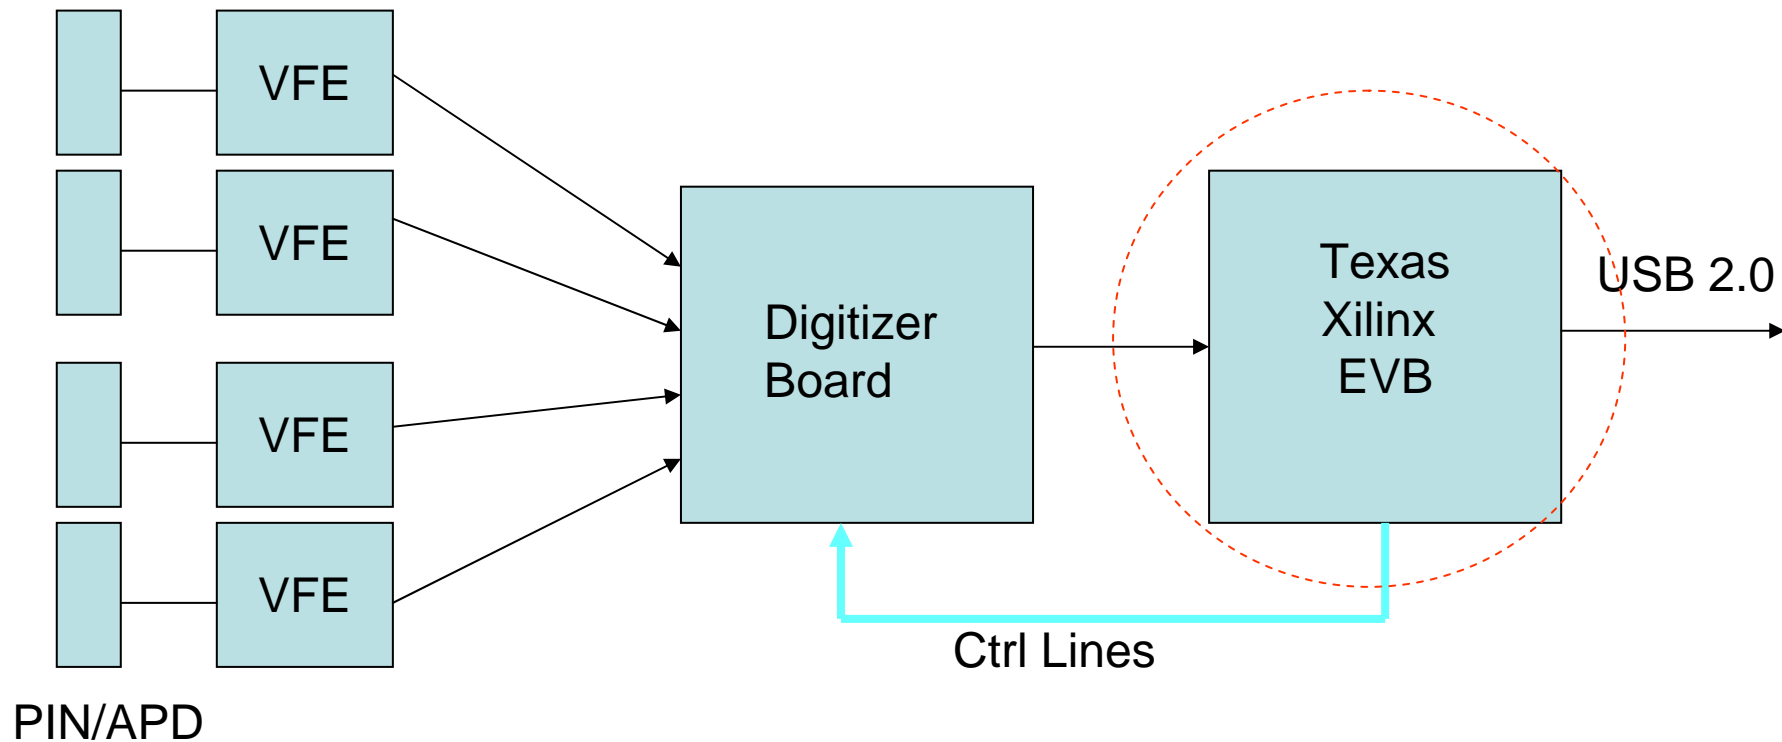 VFE
VFE
VFE
VFE
PIN/APD
Digitizer
Board
Texas
Xilinx
EVB
USB 2.0
Ctrl Lines